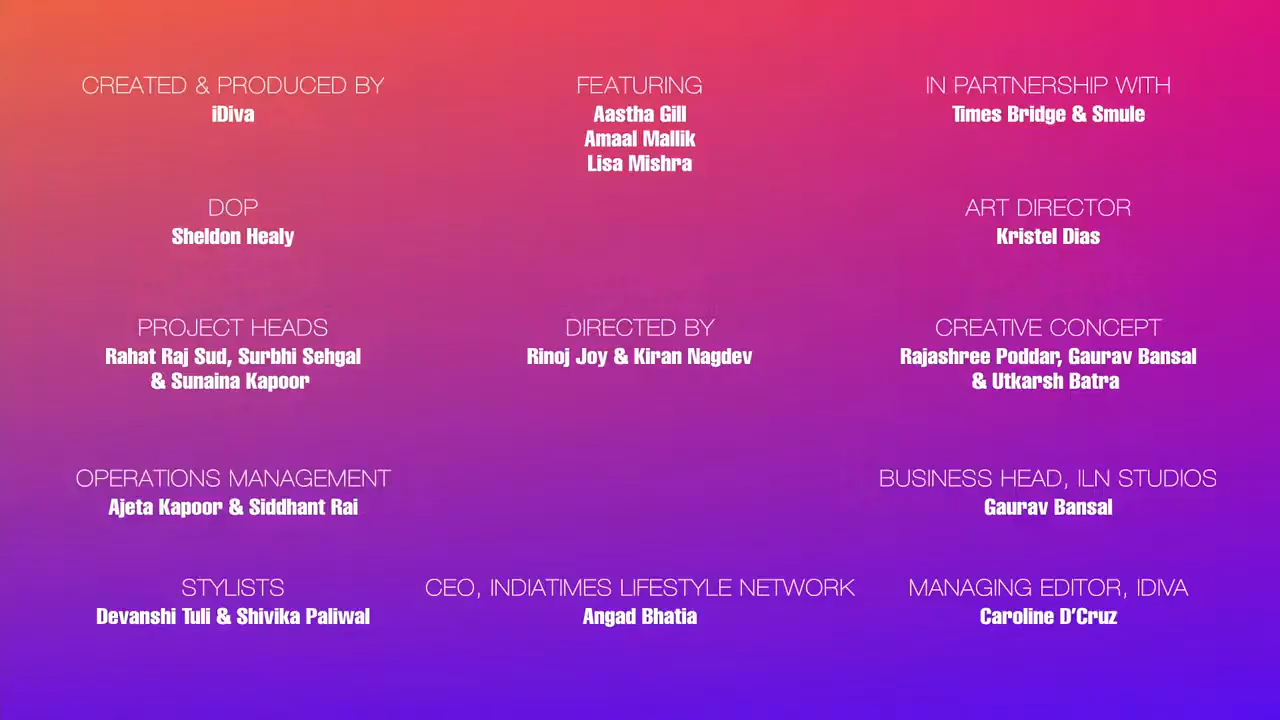 CREATED & PRODUCED BY
iDiva
FEATURING
Aastha Gill
Amaal Mallik
Lisa Mishra
IN PARTNERSHIP WITH
Times Bridge & Smule
DOP
Sheldon Healy
ART DIRECTOR
Kristel Dias
PROJECT HEADS
Rahat Raj Sud, Surbhi Sehgal
& Sunaina Kapoor
DIRECTED BY
Rinoj Joy & Kiran Nagdev
CREATIVE CONCEPT
Rajashree Poddar, Gaurav Bansal
& Utkarsh Batra
OPERATIONS MANAGEMENT
Ajeta Kapoor & Siddhant Rai
BUSINESS HEAD, ILN STUDIOS
Gaurav Bansal
STYLISTS
Devanshi Tuli & Shivika Paliwal
CEO, INDIATIMES LIFESTYLE NETWORK
Angad Bhatia
MANAGING EDITOR, IDIVA
Caroline D'Cruz